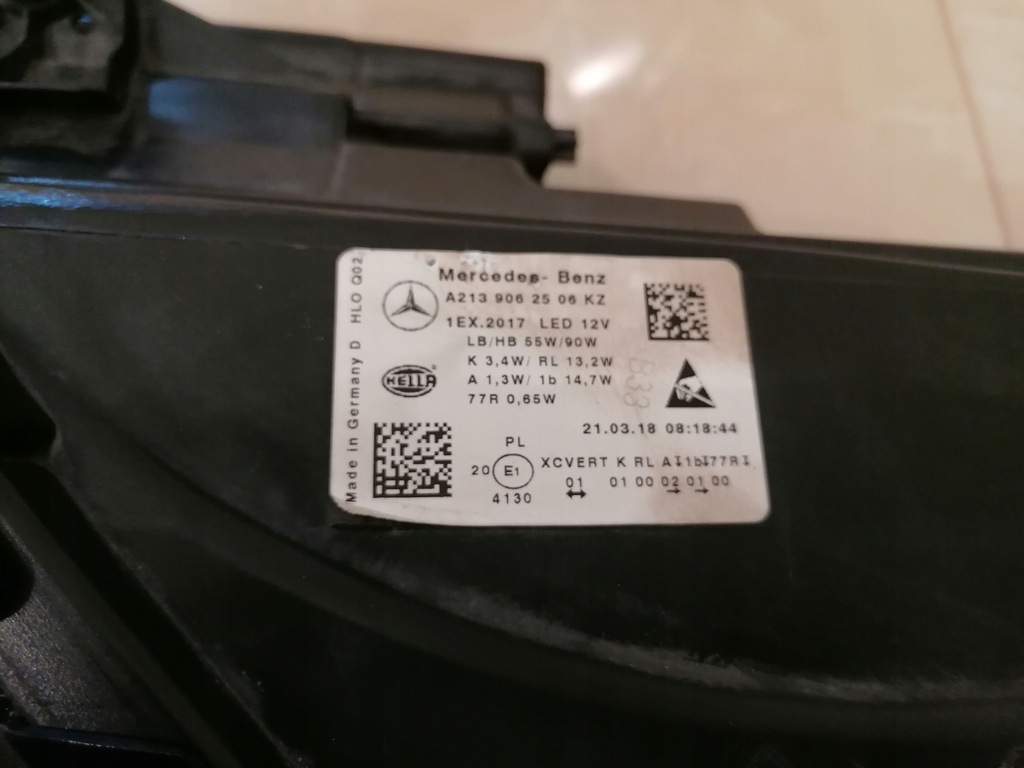 Made in Germany D HLO Q02
Mercedes- Benz
A213 906 25 06 KZ
1EX.2017 LED 12V
LB/HB 55W/90W
K 3,4W/ RL 13,2W
A 1,3W/ 1b 14,7W
77R 0,65W
HELLA
B33
21.03.18 08:18:44
PL
20 E1
4130
XCVERT K RL AI1bI77RI
01 01 00 02 01 00